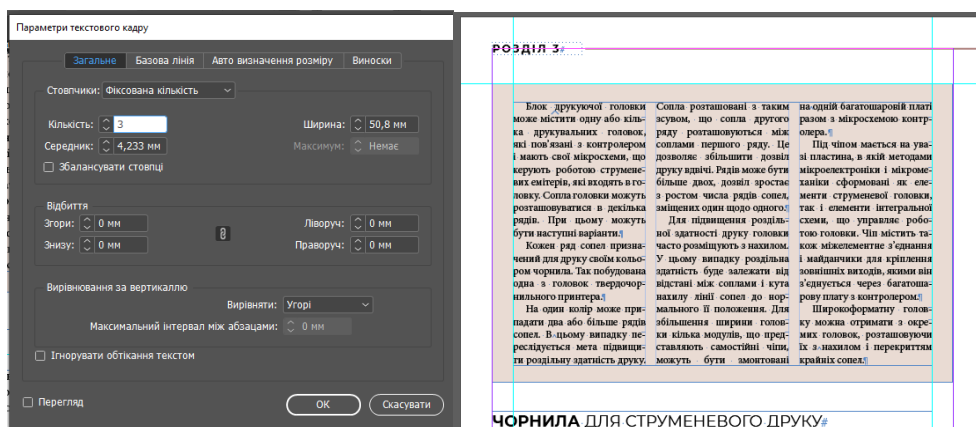 Параметри текстового кадру
Загальне Базова лінія Авто визначення розміру Виноски
Стовпчики: Фіксована кількість
Кількість: 3 Ширина: 50,8 мм
Середник: 4,233 мм Максимум: Немає
Збалансувати стовпці
Відбиття
Згори: 0 мм Ліворуч: 0 мм
Знизу: 0 мм Праворуч: 0 мм
Вирівнювання за вертикаллю
Вирівняти: Угорі
Максимальний інтервал між абзацами: 0 мм
Ігнорувати обтікання текстом
Перегляд ОК Скасувати
РОЗДІЛ 3
Блок друкуючої головки
може містити одну або кіль-
ка друкувальних головок,
які пов'язані з контролером
і мають свої мікросхеми, що
керують роботою струмене-
вих емітерів, які входять в го-
ловку. Сопла головки можуть
розташовуватися в декілька
рядів. При цьому можуть
бути наступні варіанти.
Кожен ряд сопел призна-
чений для друку своїм кольо-
ром чорнила. Так побудована
одна з головок твердочор-
нильного принтера.
На один колір може при-
падати два або більше рядів
сопел. В цьому випадку пе-
реслідується мета підвищи-
ти роздільну здатність друку.
Сопла розташовані з таким
зсувом, що сопла другого
ряду розташовуються між
соплами першого ряду. Це
дозволяє збільшити дозвіл
друку вдвічі. Рядів може бути
більше двох, дозвіл зростає
з ростом числа рядів сопел,
зміщених один щодо одного.
Для підвищення розділь-
ної здатності друку головки
часто розміщують з нахилом.
У цьому випадку роздільна
здатність буде залежати від
відстані між соплами і кута
нахилу лінії сопел до нор-
мального її положення. Для
збільшення ширини голов-
ки кілька модулів, що пред-
ставляють самостійні чіпи,
можуть бути змонтовані
на одній багатошаровій платі
разом з мікросхемою контр-
олера.
Під чіпом мається на ува-
зі пластина, в якій методами
мікроелектроніки і мікроме-
ханіки сформовані як еле-
менти струменевої головки,
так і елементи інтегральної
схеми, що управляє робо-
тою головки. Чіп містить та-
кож міжелементне з'єднання
і майданчики для кріплення
зовнішніх виходів, якими він
з'єднується через багатоша-
рову плату з контролером.
Широкоформатну голов-
ку можна отримати з окре-
мих головок, розташовуючи
їх з нахилом і перекриттям
крайніх сопел.
ЧОРНИЛА ДЛЯ СТРУМЕНЕВОГО ДРУКУ